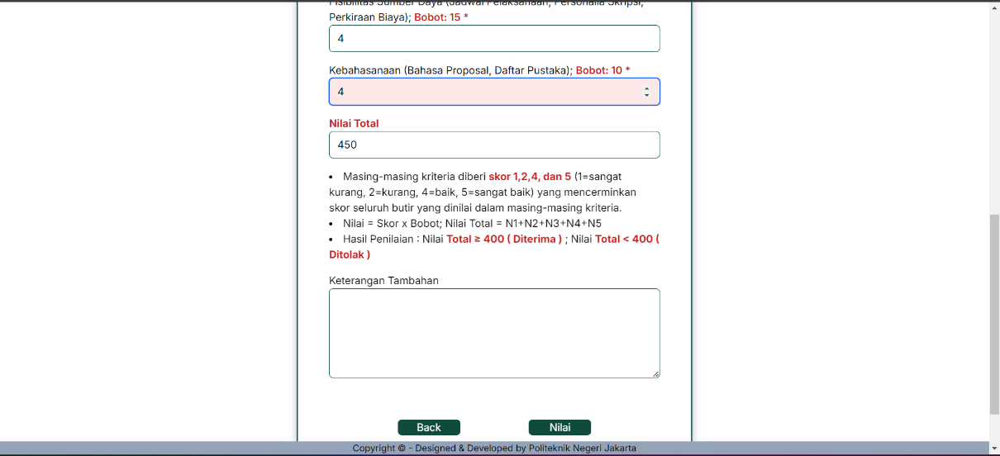 Fisibilitas Sumber Daya (Jadwal Pelaksanaan, Personalia Skripsi,
Perkiraan Biaya); Bobot: 15 *
4
Kebahasanaan (Bahasa Proposal, Daftar Pustaka); Bobot: 10 *
4
Nilai Total
450
• Masing-masing kriteria diberi skor 1,2,4, dan 5 (1=sangat
kurang, 2=kurang, 4=baik, 5=sangat baik) yang mencerminkan
skor seluruh butir yang dinilai dalam masing-masing kriteria.
• Nilai = Skor x Bobot; Nilai Total = N1+N2+N3+N4+N5
• Hasil Penilaian : Nilai Total ≥ 400 ( Diterima ) ; Nilai Total < 400 (
Ditolak )
Keterangan Tambahan
Back
Nilai
Copyright © - Designed & Developed by Politeknik Negeri Jakarta